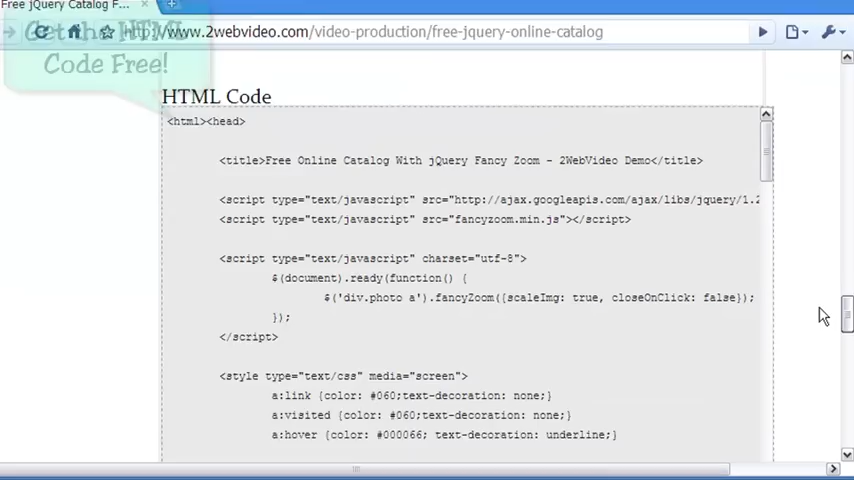 Free jQuery Catalog F...
Get the HTML
Code Free!
http://www.2webvideo.com/video-production/free-jquery-online-catalog
HTML Code
<html><head>
<title>Free Online Catalog With jQuery Fancy Zoom - 2WebVideo Demo</title>
<script type="text/javascript" src="http://ajax.googleapis.com/ajax/libs/jquery/1.2
<script type="text/javascript" src="fancyzoom.min.js"></script>
<script type="text/javascript" charset="utf-8">
$(document).ready(function() {
$('div.photo a').fancyZoom({scaleImg: true, closeOnClick: false});
});
</script>
<style type="text/css" media="screen">
a:link {color: #060;text-decoration: none;}
a:visited {color: #060;text-decoration: none;}
a:hover {color: #000066; text-decoration: underline;}